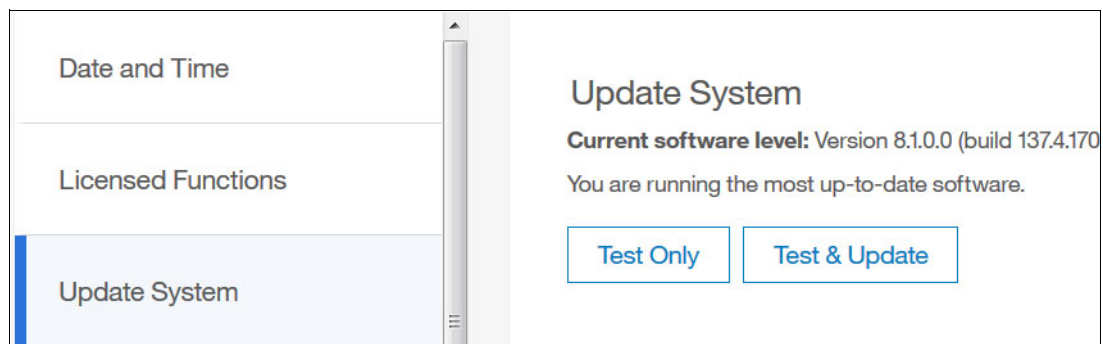 Date and Time
Licensed Functions
Update System
Update System
Current software level: Version 8.1.0.0 (build 137.4.170
You are running the most up-to-date software.
Test Only
Test & Update